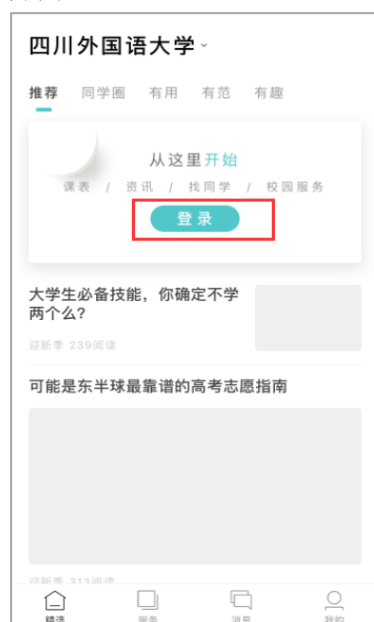 四川外国语大学
推荐 同学圈 有用 有范 有趣
从这里开始
课表 / 资讯 / 找同学 / 校园服务
登录
大学生必备技能，你确定不学
两个么?
迎新季 239阅读
可能是东半球最靠谱的高考志愿指南
迎新季 313阅读
精选 服务 消息 我的